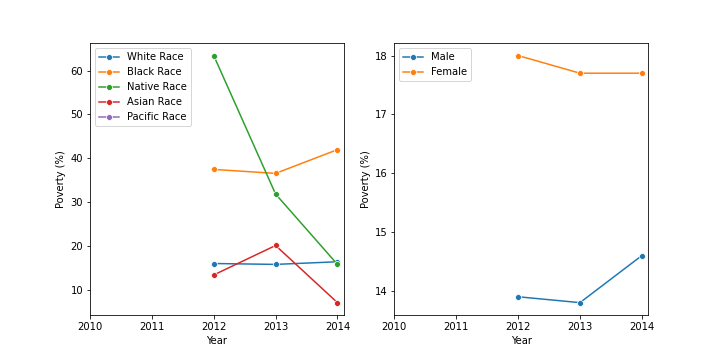 White Race
Black Race
Native Race
Asian Race
Pacific Race
Poverty (%)
60
50
40
30
20
10
2010 2011 2012 2013 2014
Year
Male
Female
Poverty (%)
18
17
16
15
14
2010 2011 2012 2013 2014
Year